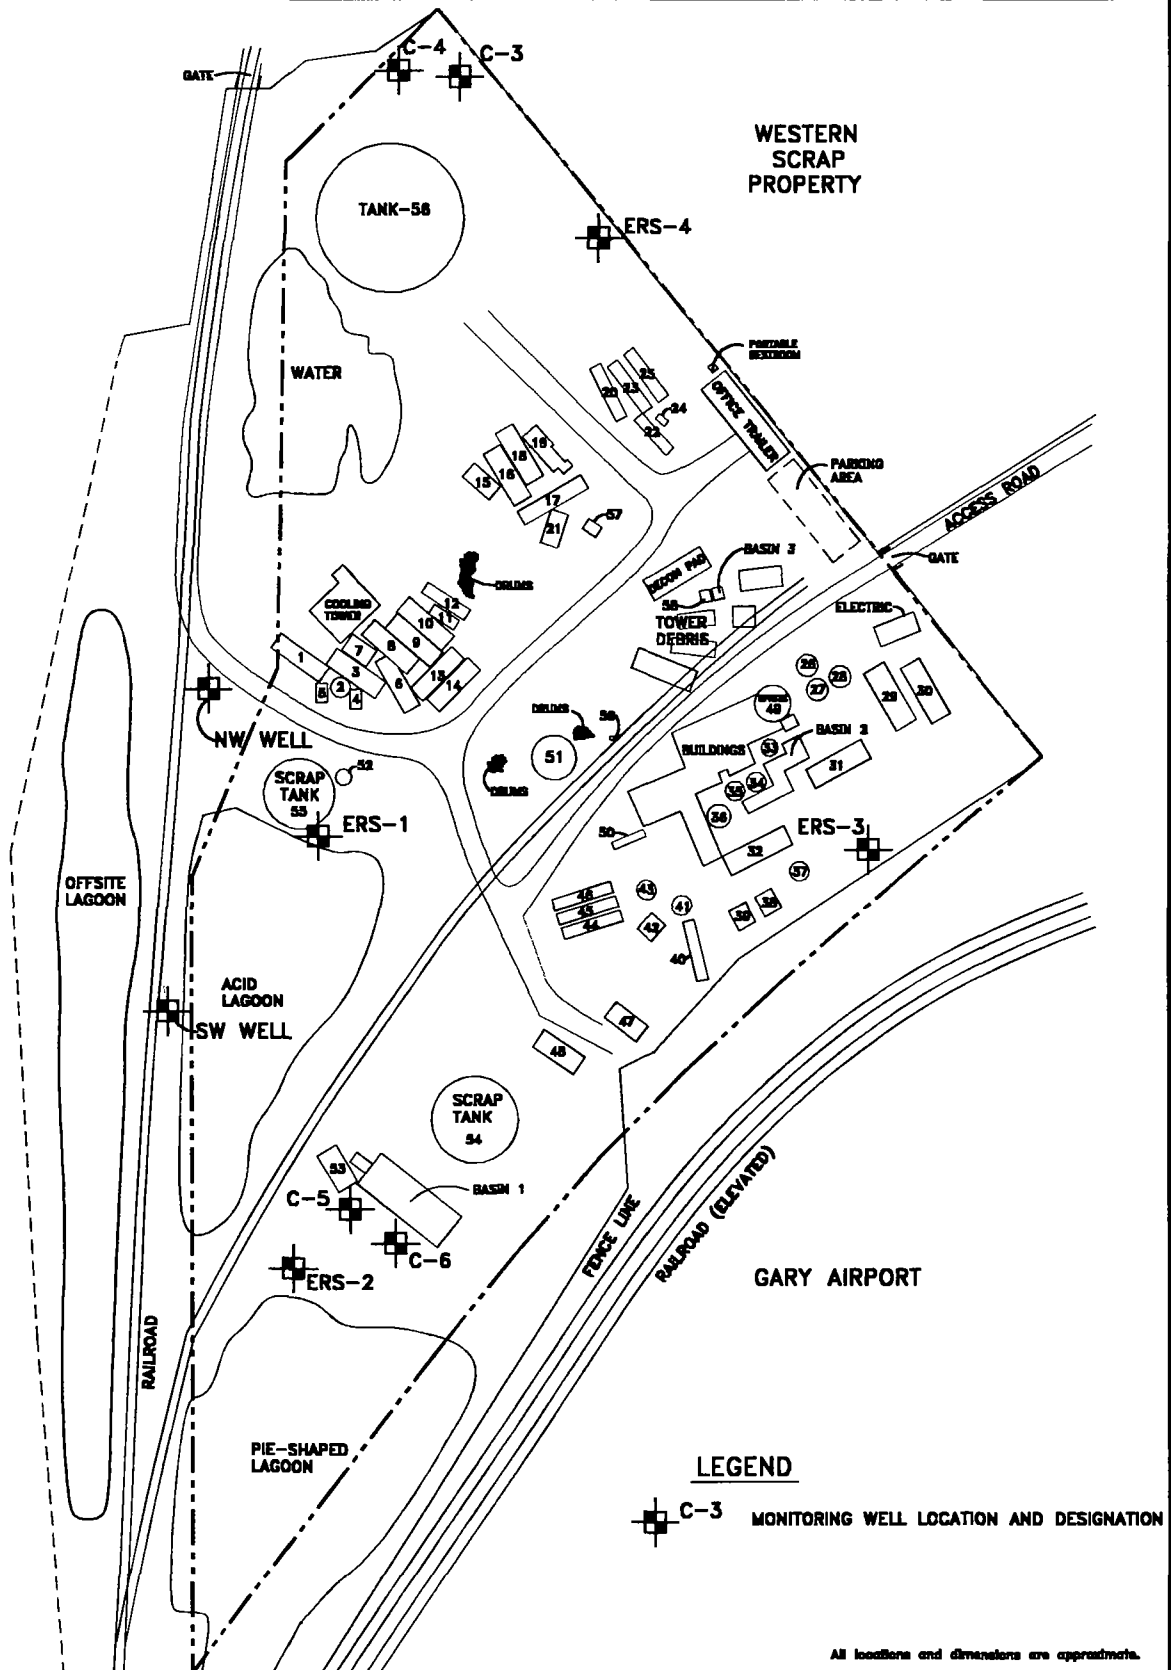 C-4
C-3
GATE
WESTERN
SCRAP
PROPERTY
TANK-56
ERS-4
PORTABLE
RESTROOM
WATER
25
23
20
24
22
OFFICE TRAILER
19
18
16
15
17
21
57
PARKING
AREA
ACCESS ROAD
GATE
BASIN 3
DECON PAD
DRUMS
58
TOWER
DEBRIS
ELECTRIC
COOLING
TOWER
12
11
10
9
8
7
3
1
2
5
4
6
13
14
26
28
27
29
30
49
NW WELL
DRUMS
51
DRUMS
BUILDINGS
33
BASIN 2
31
34
35
36
SCRAP
TANK
55
52
ERS-1
50
32
ERS-3
37
OFFSITE
LAGOON
46
45
44
43
41
42
39
38
40
ACID
LAGOON
SW WELL
47
48
SCRAP
TANK
54
53
BASIN 1
C-5
C-6
ERS-2
FENCE LINE
RAILROAD (ELEVATED)
GARY AIRPORT
RAILROAD
PIE-SHAPED
LAGOON
LEGEND
C-3 MONITORING WELL LOCATION AND DESIGNATION
All locations and dimensions are approximate.